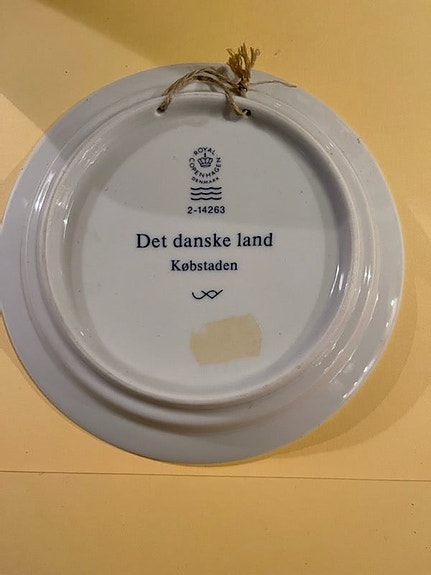 ROYAL
COPENHAGEN
DENMARK
2-14263
Det danske land
Købstaden